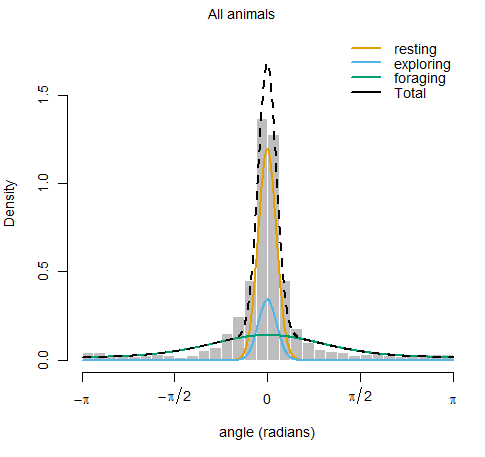 All animals
resting
exploring
foraging
Total
Density
0.0
0.5
1.0
1.5
−π
−π/2
0
π/2
π
angle (radians)